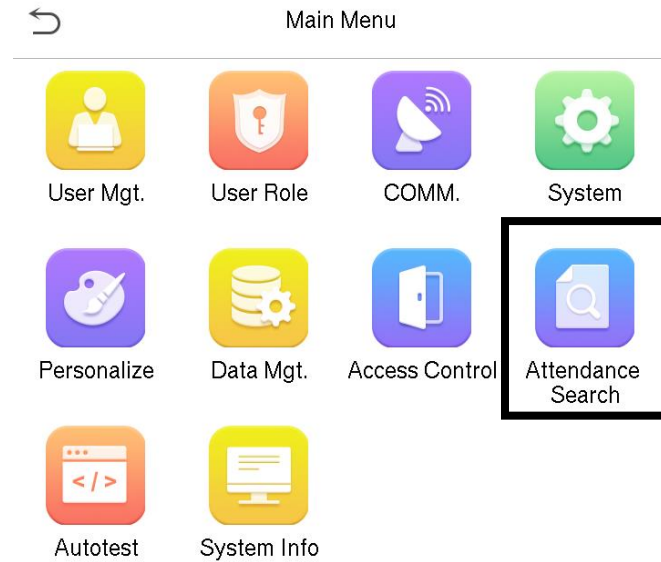 Main Menu
User Mgt.
User Role
COMM.
System
Personalize
Data Mgt.
Access Control
Attendance
Search
</>
Autotest
System Info